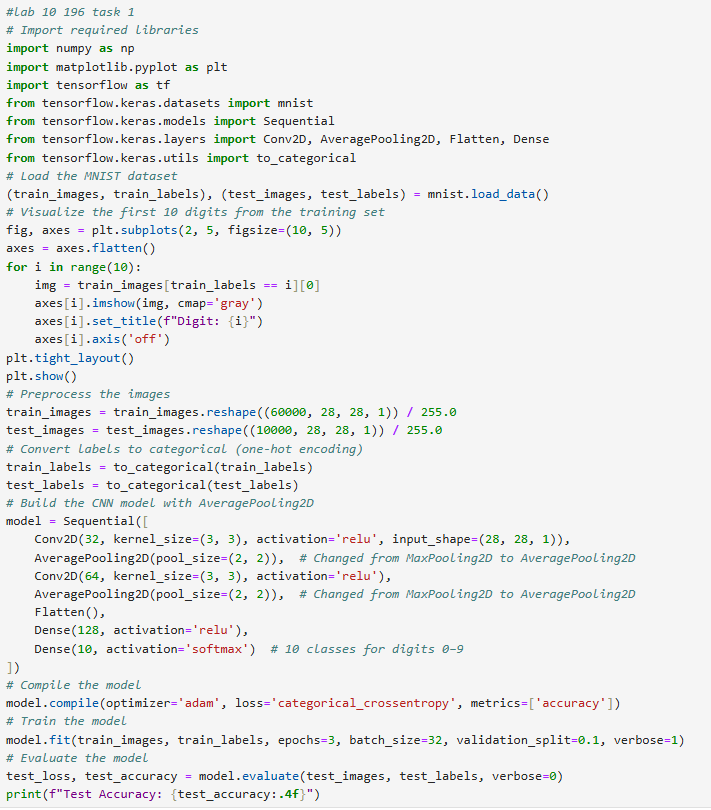 #lab 10 196 task 1
# Import required libraries
import numpy as np
import matplotlib.pyplot as plt
import tensorflow as tf
from tensorflow.keras.datasets import mnist
from tensorflow.keras.models import Sequential
from tensorflow.keras.layers import Conv2D, AveragePooling2D, Flatten, Dense
from tensorflow.keras.utils import to_categorical
# Load the MNIST dataset
(train_images, train_labels), (test_images, test_labels) = mnist.load_data()
# Visualize the first 10 digits from the training set
fig, axes = plt.subplots(2, 5, figsize=(10, 5))
axes = axes.flatten()
for i in range(10):
    img = train_images[train_labels == i][0]
    axes[i].imshow(img, cmap='gray')
    axes[i].set_title(f"Digit: {i}")
    axes[i].axis('off')
plt.tight_layout()
plt.show()
# Preprocess the images
train_images = train_images.reshape((60000, 28, 28, 1)) / 255.0
test_images = test_images.reshape((10000, 28, 28, 1)) / 255.0
# Convert labels to categorical (one-hot encoding)
train_labels = to_categorical(train_labels)
test_labels = to_categorical(test_labels)
# Build the CNN model with AveragePooling2D
model = Sequential([
    Conv2D(32, kernel_size=(3, 3), activation='relu', input_shape=(28, 28, 1)),
    AveragePooling2D(pool_size=(2, 2)),  # Changed from MaxPooling2D to AveragePooling2D
    Conv2D(64, kernel_size=(3, 3), activation='relu'),
    AveragePooling2D(pool_size=(2, 2)),  # Changed from MaxPooling2D to AveragePooling2D
    Flatten(),
    Dense(128, activation='relu'),
    Dense(10, activation='softmax')  # 10 classes for digits 0-9
])
# Compile the model
model.compile(optimizer='adam', loss='categorical_crossentropy', metrics=['accuracy'])
# Train the model
model.fit(train_images, train_labels, epochs=3, batch_size=32, validation_split=0.1, verbose=1)
# Evaluate the model
test_loss, test_accuracy = model.evaluate(test_images, test_labels, verbose=0)
print(f"Test Accuracy: {test_accuracy:.4f}")